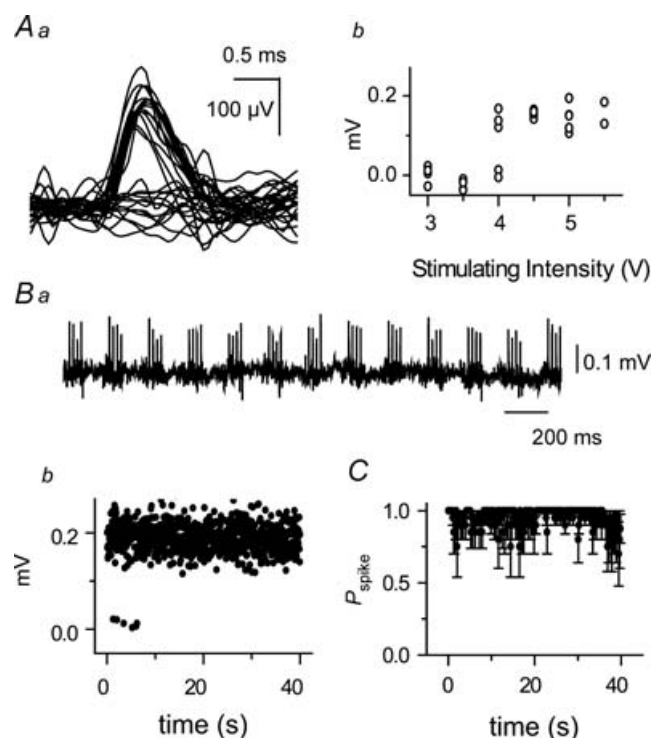 A a
0.5 ms
100 µV
b
mV
0.2
0.0
3 4 5
Stimulating Intensity (V)
B a
0.1 mV
200 ms
b
mV
0.2
0.0
0 20 40
time (s)
C
P spike
1.0
0.5
0.0
0 20 40
time (s)